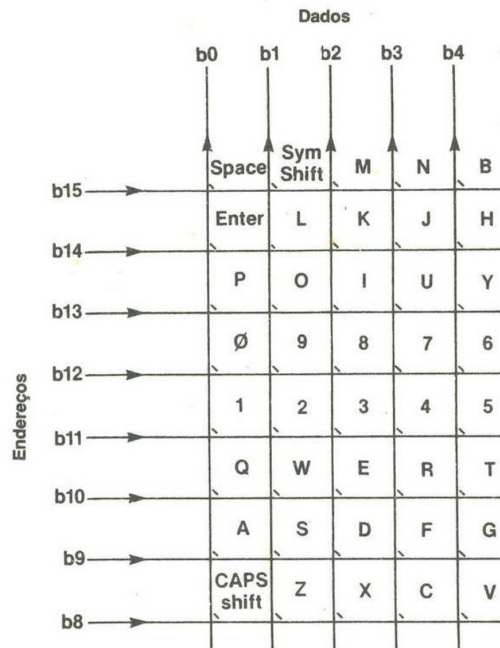 Dados
b0 b1 b2 b3 b4
Space Sym Shift M N B
b15
Enter L K J H
b14
P O I U Y
b13
Ø 9 8 7 6
b12
1 2 3 4 5
b11
Q W E R T
b10
A S D F G
b9
CAPS shift Z X C V
b8
Endereços